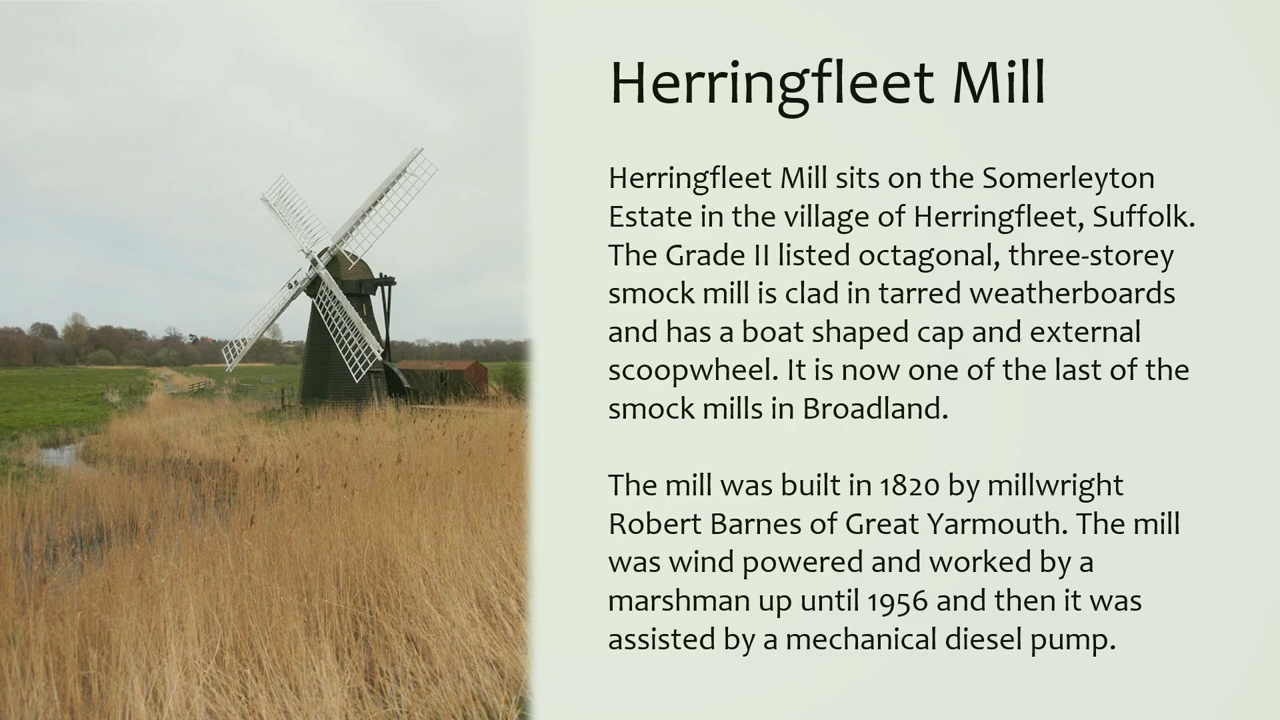 Herringfleet Mill
Herringfleet Mill sits on the Somerleyton
Estate in the village of Herringfleet, Suffolk.
The Grade II listed octagonal, three-storey
smock mill is clad in tarred weatherboards
and has a boat shaped cap and external
scoopwheel. It is now one of the last of the
smock mills in Broadland.
The mill was built in 1820 by millwright
Robert Barnes of Great Yarmouth. The mill
was wind powered and worked by a
marshman up until 1956 and then it was
assisted by a mechanical diesel pump.